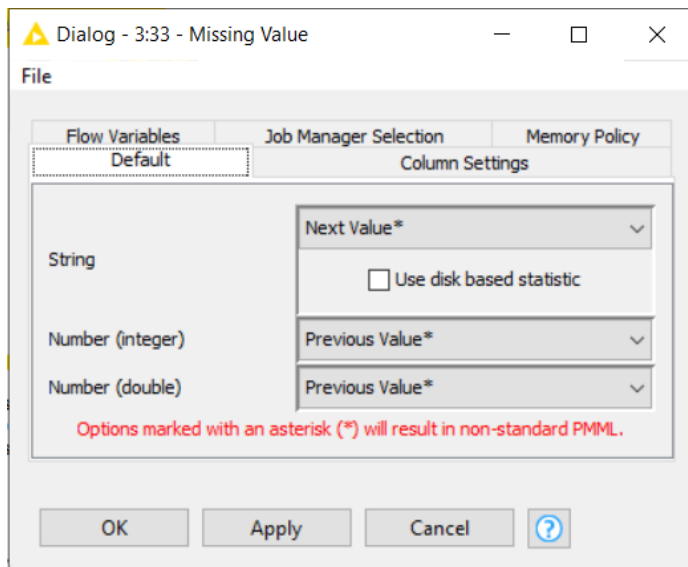 Dialog - 3:33 - Missing Value
File
Flow Variables Job Manager Selection Memory Policy
Default Column Settings
String
Next Value*
Use disk based statistic
Number (integer) Previous Value*
Number (double) Previous Value*
Options marked with an asterisk (*) will result in non-standard PMML.
OK Apply Cancel ?